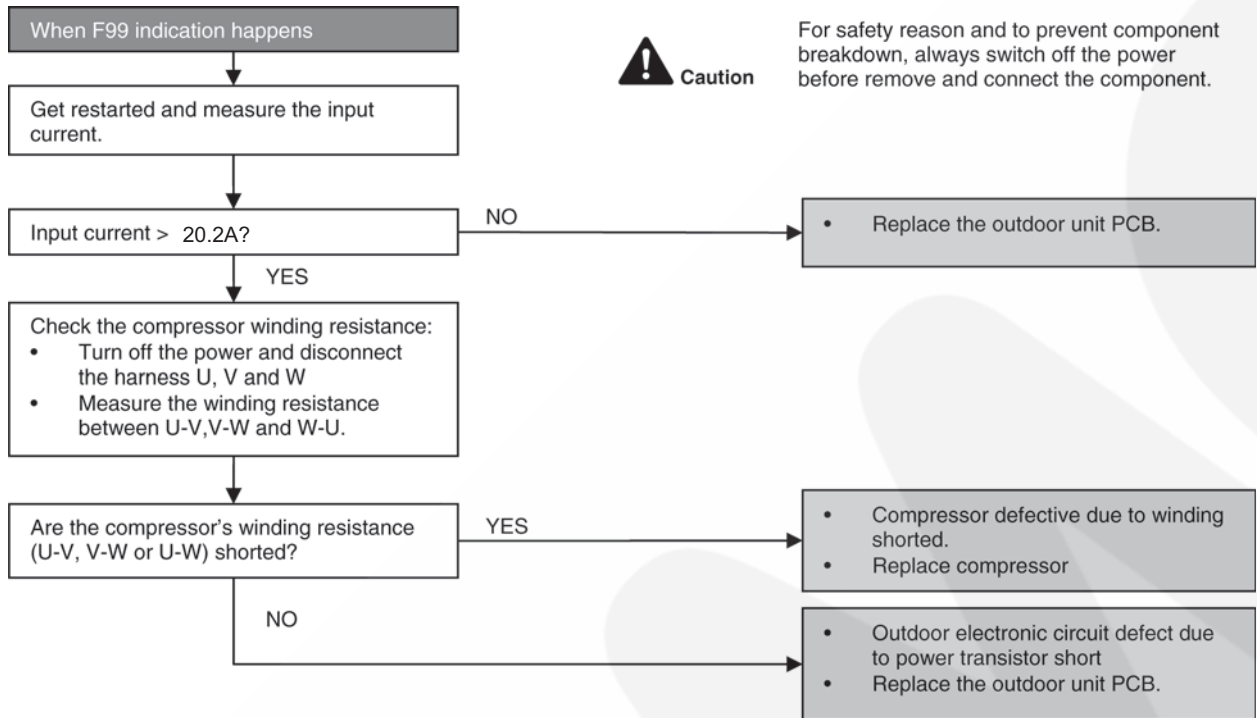 When F99 indication happens
For safety reason and to prevent component
breakdown, always switch off the power
before remove and connect the component.
Caution
Get restarted and measure the input
current.
Input current > 20.2A?
NO
• Replace the outdoor unit PCB.
YES
Check the compressor winding resistance:
• Turn off the power and disconnect
the harness U, V and W
• Measure the winding resistance
between U-V,V-W and W-U.
Are the compressor's winding resistance
(U-V, V-W or U-W) shorted?
YES
• Compressor defective due to winding
shorted.
• Replace compressor
NO
• Outdoor electronic circuit defect due
to power transistor short
• Replace the outdoor unit PCB.